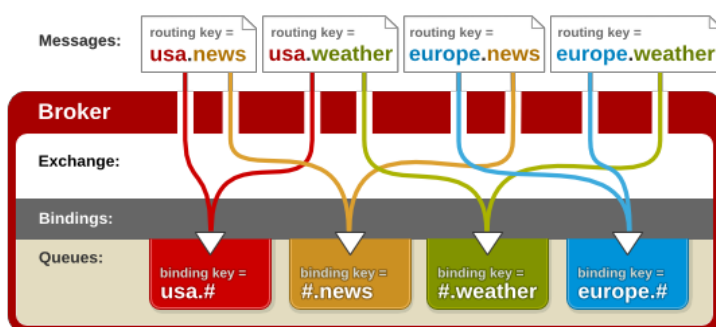 Messages:
routing key =
usa.news
routing key =
usa.weather
routing key =
europe.news
routing key =
europe.weather
Broker
Exchange:
Bindings:
Queues:
binding key =
usa.#
binding key =
#.news
binding key =
#.weather
binding key =
europe.#